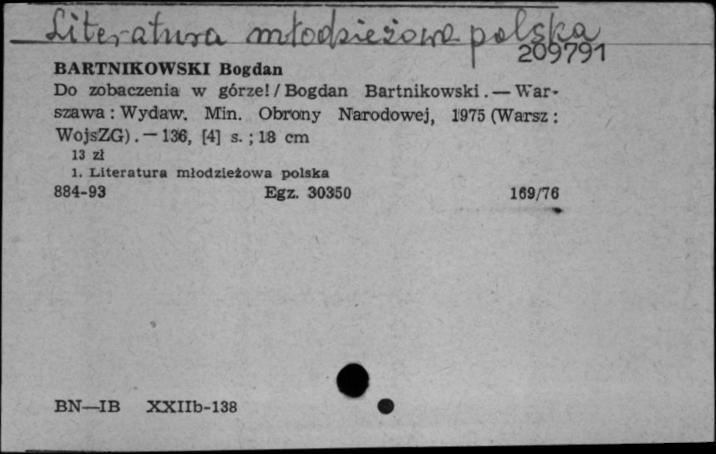 Literatura młodzieżowa polska
209791
BARTNIKOWSKI Bogdan
Do zobaczenia w górze! / Bogdan Bartnikowski. — War-
szawa : Wydaw. Min. Obrony Narodowej, 1975 (Warsz :
WojsZG). — 136, [4] s. ; 18 cm
13 zł
1. Literatura młodzieżowa polska
884-93 Egz. 30350 169/76
BN—IB XXIIb-138